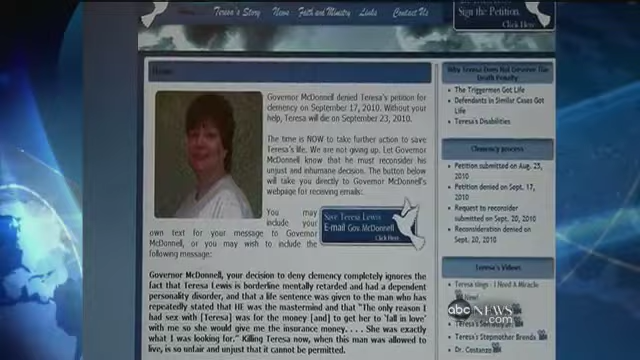 Teresa's Story News Faith and Ministry Links Contact Us
Sign the Petition
Click Here
Home
Governor McDonnell denied Teresa's petition for
clemency on September 17, 2010. Without your
help, Teresa will die on September 23, 2010.
The time is NOW to take further action to save
Teresa's life. We are not giving up. Let Governor
McDonnell know that he must reconsider his
unjust and inhumane decision. The button below
will take you directly to Governor McDonnell's
webpage for receiving emails:
You may
include your
own text for your message to Governor
McDonnell, or you may wish to include the
following message:
Save Teresa Lewis
E-mail Gov. McDonnell
Click Here
Governor McDonnell, your decision to deny clemency completely ignores the
fact that Teresa Lewis is borderline mentally retarded and had a dependent
personality disorder, and that a life sentence was given to the man who has
repeatedly stated that HE was the mastermind and that "The only reason I
had sex with [Teresa] was for the money [and] to get her to 'fall in love'
with me so she would give me the insurance money. . . . She was exactly
what I was looking for." Killing Teresa now, when this man was allowed to
live, is so unfair and unjust that it cannot be permitted.
Why Teresa Does Not Deserve The
Death Penalty
The Triggermen Got Life
Defendants in Similar Cases Got
Life
Teresa's Disabilities
Clemency process
Petition submitted on Aug. 25,
2010
Petition denied on Sept. 17,
2010
Request to reconsider
submitted on Sept. 20, 2010
Reconsideration denied on
Sept. 20, 2010
Teresa's Videos
Teresa sings - I Need A Miracle
Now!
Teresa's Stepmother Brenda
Dr. Costanza
abc NEWS.com